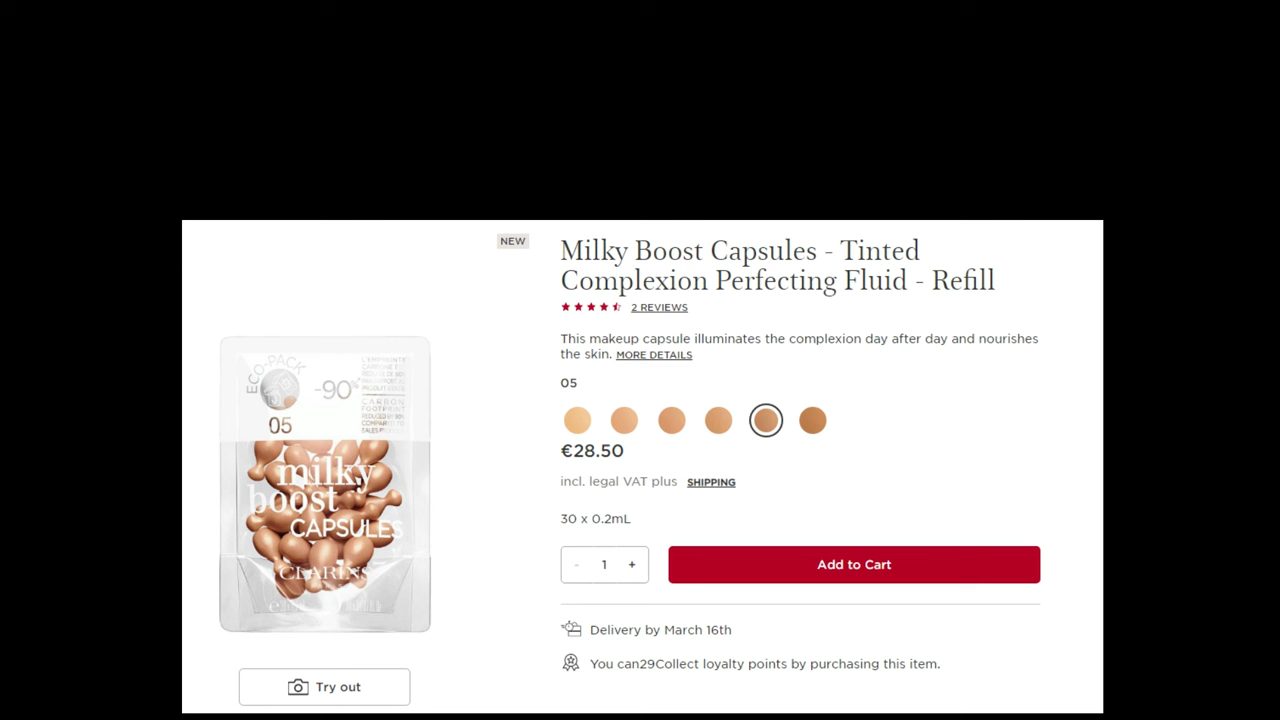 NEW
Milky Boost Capsules - Tinted
Complexion Perfecting Fluid - Refill
2 REVIEWS
This makeup capsule illuminates the complexion day after day and nourishes
the skin. MORE DETAILS
05
€28.50
incl. legal VAT plus SHIPPING
30 x 0.2mL
- 1 +
Add to Cart
Delivery by March 16th
You can29Collect loyalty points by purchasing this item.
ECO-PACK
-90%
CARBON
FOOTPRINT
05
milky
boost
CAPSULES
CLARINS
Try out